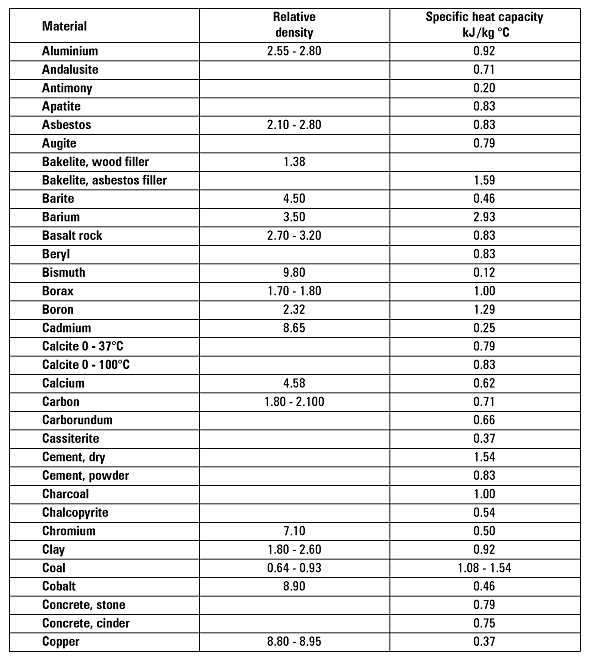 Material Relative density Specific heat capacity kJ/kg °C
Aluminium 2.55 - 2.80 0.92
Andalusite 0.71
Antimony 0.20
Apatite 0.83
Asbestos 2.10 - 2.80 0.83
Augite 0.79
Bakelite, wood filler 1.38
Bakelite, asbestos filler 1.59
Barite 4.50 0.46
Barium 3.50 2.93
Basalt rock 2.70 - 3.20 0.83
Beryl 0.83
Bismuth 9.80 0.12
Borax 1.70 - 1.80 1.00
Boron 2.32 1.29
Cadmium 8.65 0.25
Calcite 0 - 37°C 0.79
Calcite 0 - 100°C 0.83
Calcium 4.58 0.62
Carbon 1.80 - 2.100 0.71
Carborundum 0.66
Cassiterite 0.37
Cement, dry 1.54
Cement, powder 0.83
Charcoal 1.00
Chalcopyrite 0.54
Chromium 7.10 0.50
Clay 1.80 - 2.60 0.92
Coal 0.64 - 0.93 1.08 - 1.54
Cobalt 8.90 0.46
Concrete, stone 0.79
Concrete, cinder 0.75
Copper 8.80 - 8.95 0.37